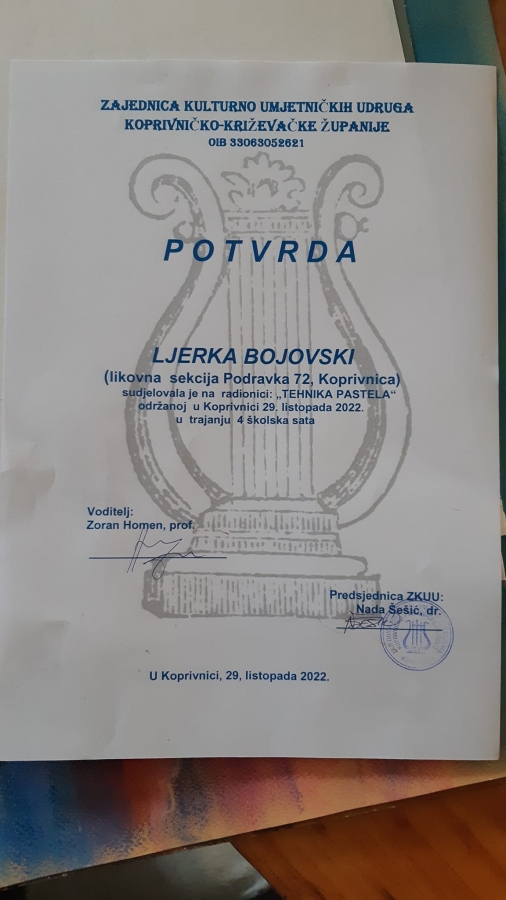 ZAJEDNICA KULTURNO UMJETNIČKIH UDRUGA
KOPRIVNIČKO-KRIŽEVAČKE ŽUPANIJE
OIB 33063052621
POTVRDA
LJERKA BOJOVSKI
(likovna sekcija Podravka 72, Koprivnica)
sudjelovala je na radionici: „TEHNIKA PASTELA“
održanoj u Koprivnici 29. listopada 2022.
u trajanju 4 školska sata
Voditelj:
Zoran Homen, prof.
Predsjednica ZKUU:
Nada Šešić, dr.
U Koprivnici, 29, listopada 2022.